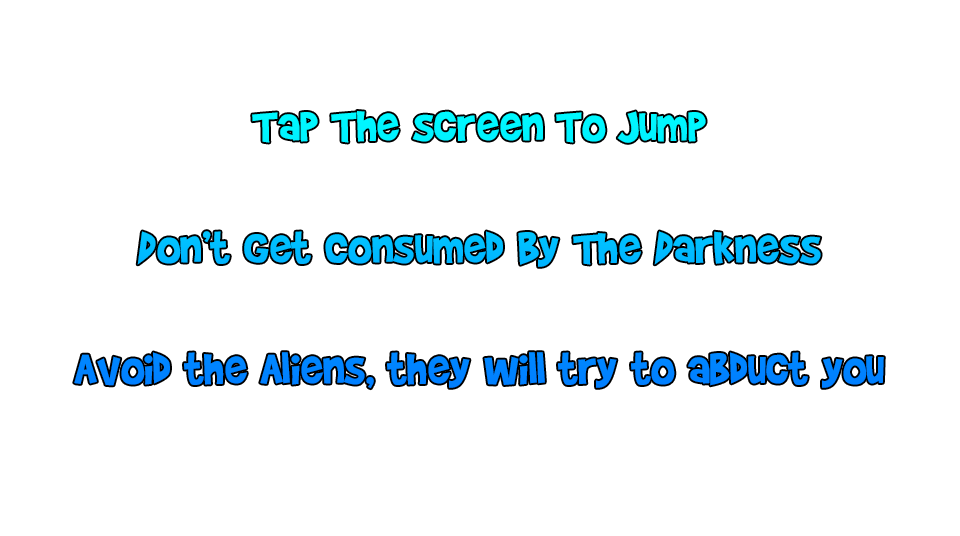 Tap The Screen To Jump
Don't Get Consumed By The Darkness
Avoid the Aliens, they will try to abduct you